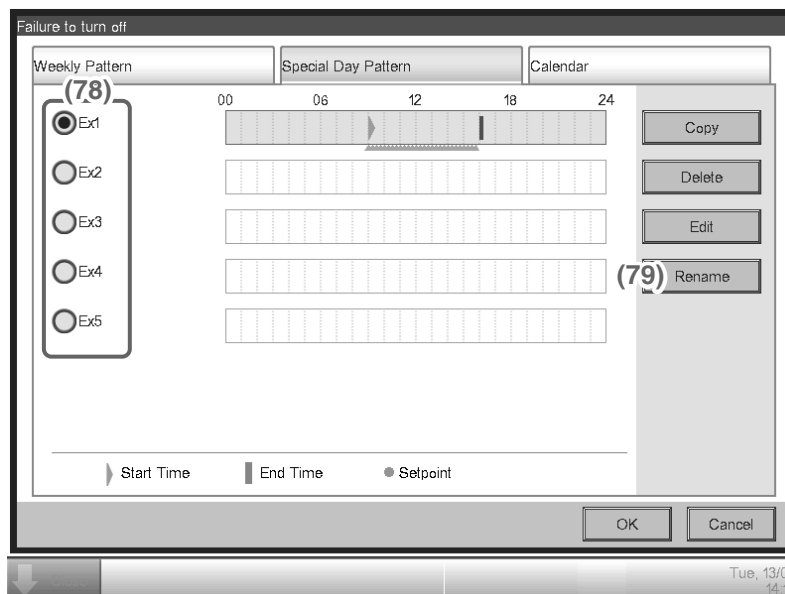 Failure to turn off
Weekly Pattern Special Day Pattern Calendar
(78)
00 06 12 18 24
Ex1 Copy
Ex2 Delete
Ex3 Edit
Ex4 (79) Rename
Ex5
Start Time End Time Setpoint
OK Cancel
Tue, 13/0